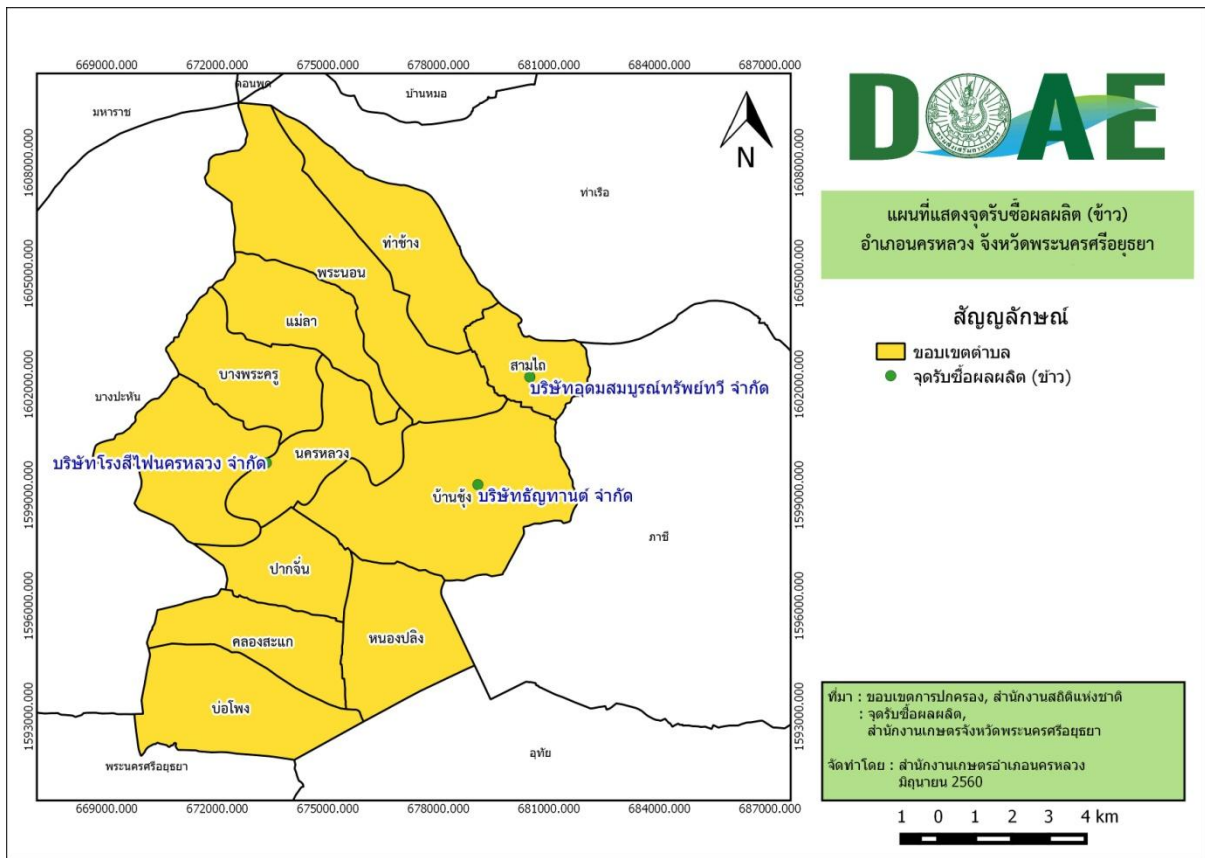 669000.000 672000.000 675000.000 678000.000 681000.000 684000.000 687000.000
ดอนพุด
บ้านหมอ
มหาราช
N
ท่าเรือ
ท่าช้าง
พระนอน
แม่ลา
สามไถ
บริษัทอุดมสมบูรณ์ทรัพย์ทวี จำกัด
บางพระครู
บางปะหัน
นครหลวง
บริษัทโรงสีไฟนครหลวง จำกัด
บ้านชุ้ง
บริษัทธัญทานต์ จำกัด
ภาชี
ปากจั่น
คลองสะแก
หนองปลิง
บ่อโพง
พระนครศรีอยุธยา
อุทัย
1608000.000
1605000.000
1602000.000
1599000.000
1596000.000
1593000.000
1608000.000
1605000.000
1602000.000
1599000.000
1596000.000
1593000.000
669000.000 672000.000 675000.000 678000.000 681000.000 684000.000 687000.000
DOAE
แผนที่แสดงจุดรับซื้อผลผลิต (ข้าว)
อำเภอนครหลวง จังหวัดพระนครศรีอยุธยา
สัญญลักษณ์
ขอบเขตตำบล
จุดรับซื้อผลผลิต (ข้าว)
ที่มา : ขอบเขตการปกครอง, สำนักงานสถิติแห่งชาติ
: จุดรับซื้อผลผลิต,
สำนักงานเกษตรจังหวัดพระนครศรีอยุธยา
จัดทำโดย : สำนักงานเกษตรอำเภอนครหลวง
มิถุนายน 2560
1 0 1 2 3 4 km